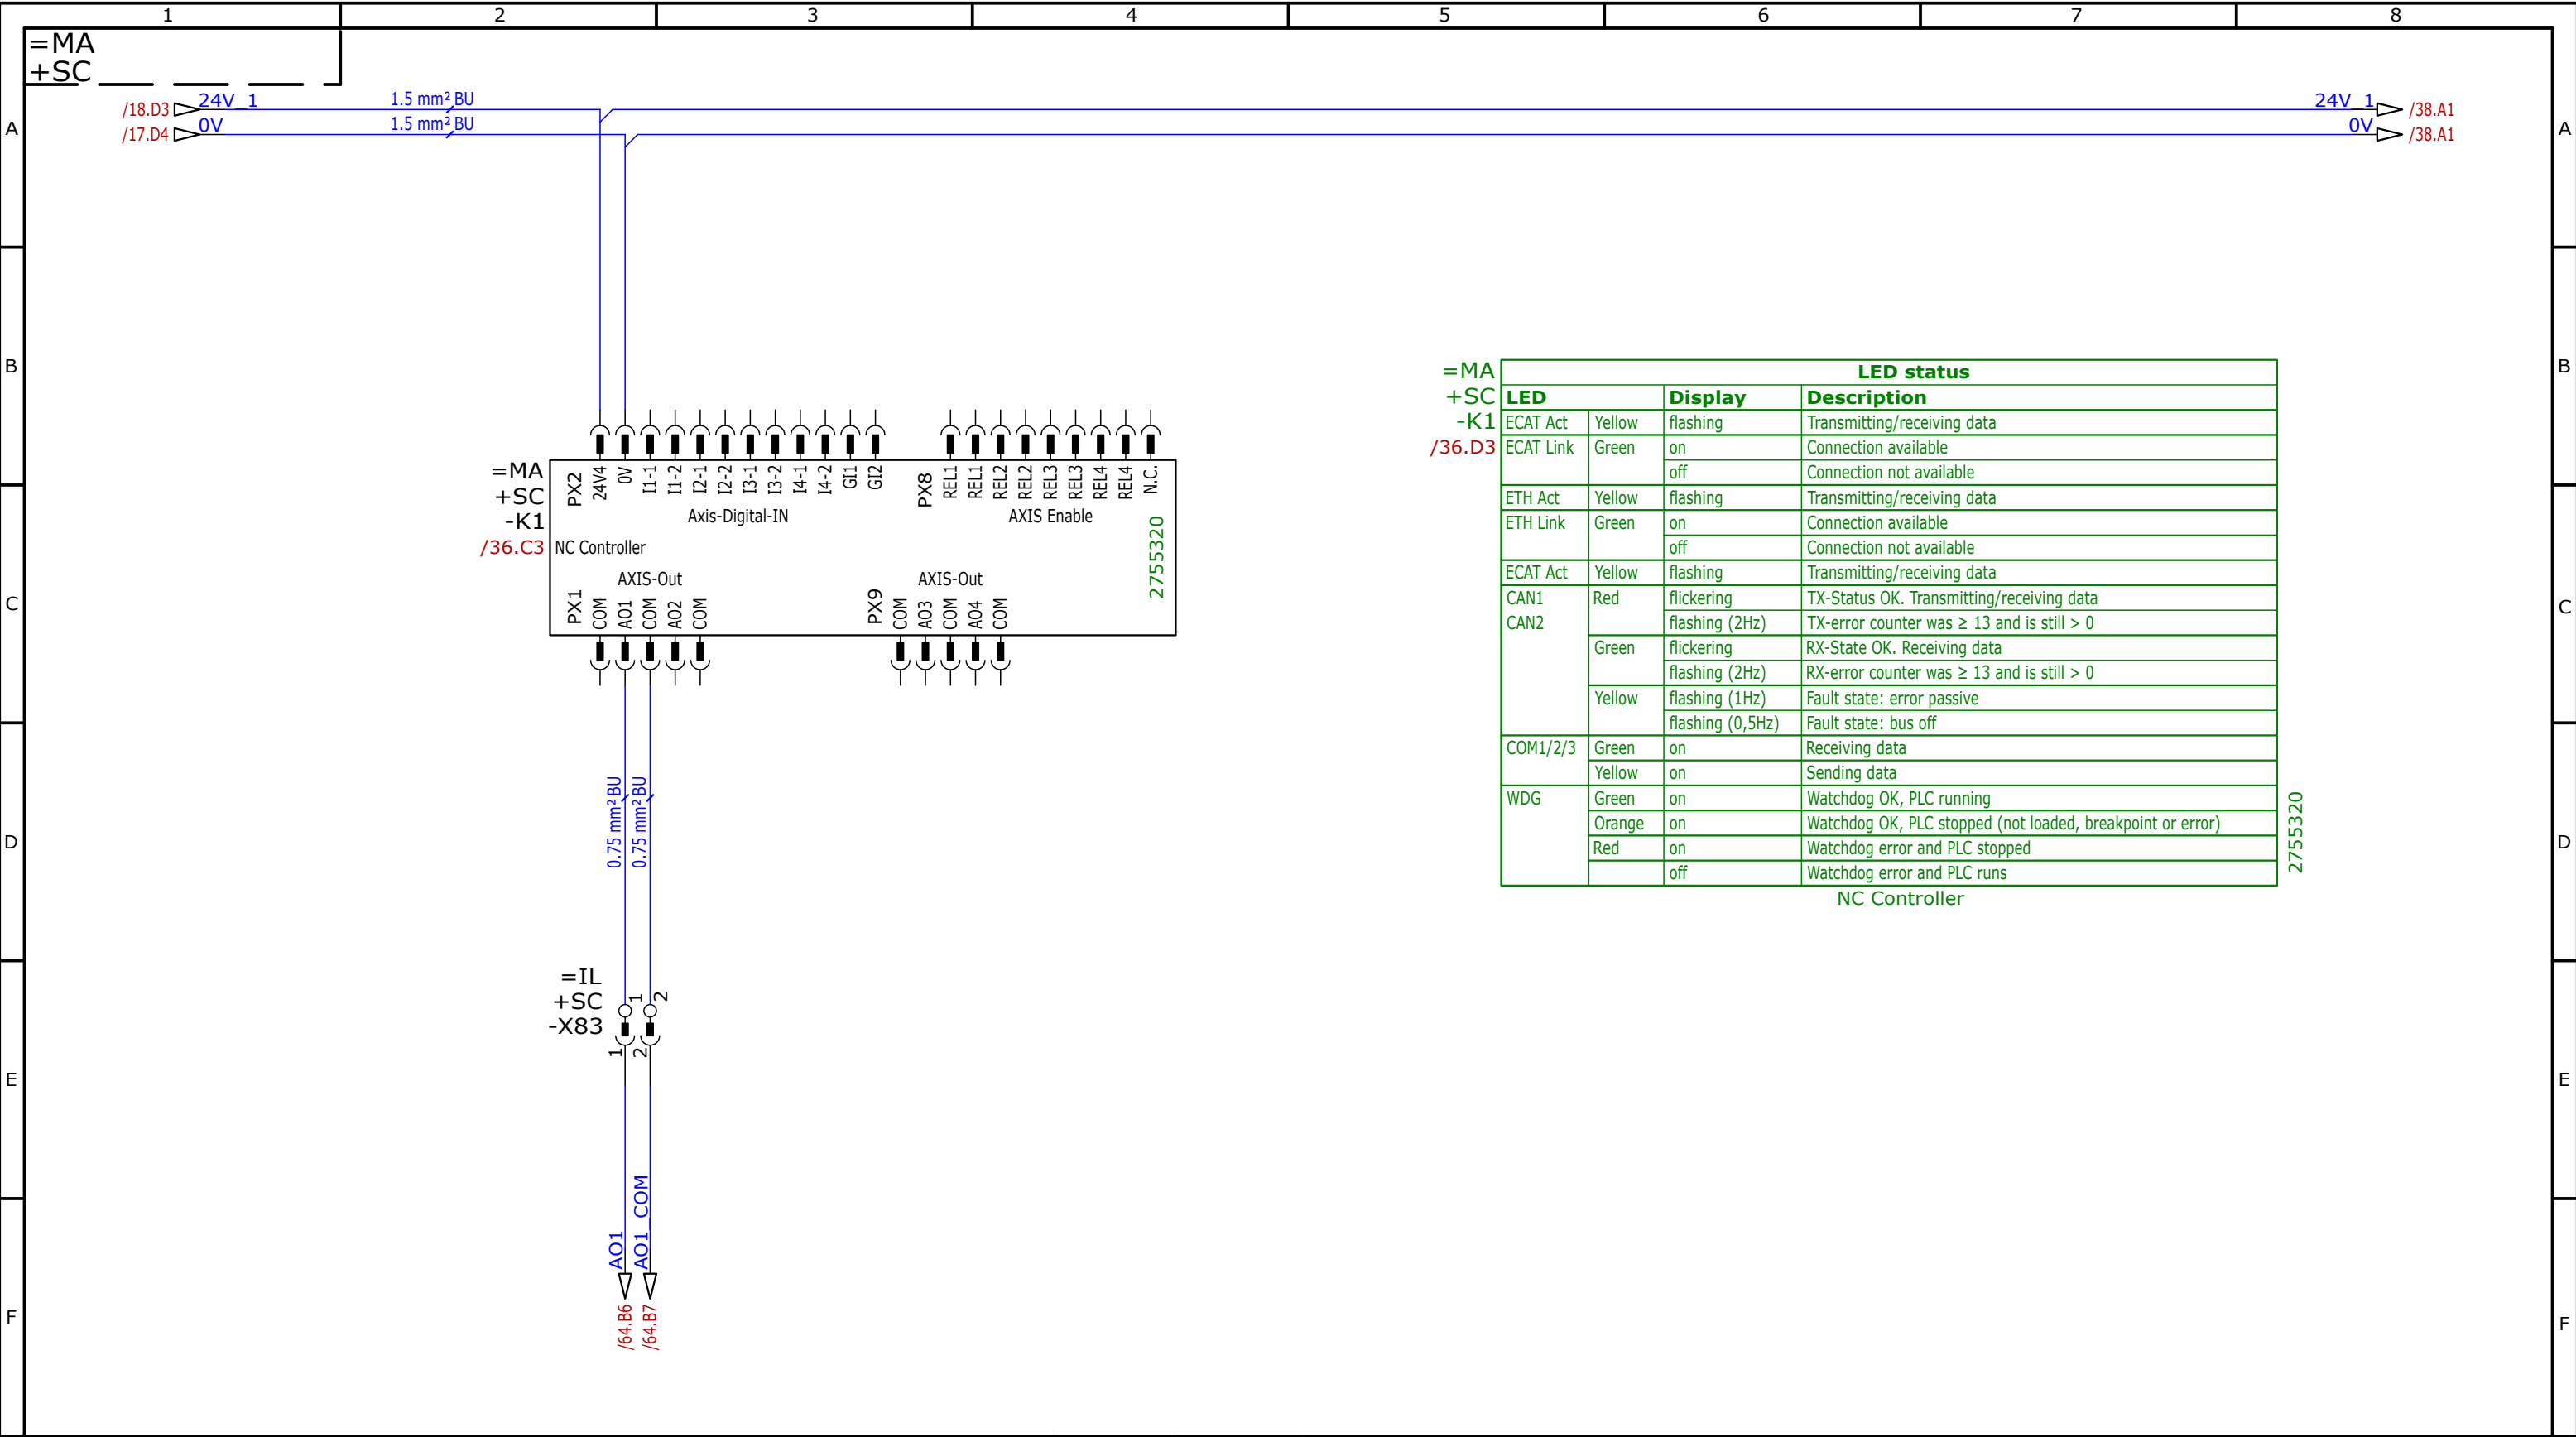 1 2 3 4 5 6 7 8
=MA
+SC
A A
/18.D3 24V_1 1.5 mm² BU 24V_1 /38.A1
/17.D4 0V 1.5 mm² BU 0V /38.A1
B B
=MA
+SC
-K1
/36.C3
PX2 24V4 0V I1-1 I1-2 I2-1 I2-2 I3-1 I3-2 I4-1 I4-2 GI1 GI2
PX8 REL1 REL1 REL2 REL2 REL3 REL3 REL4 REL4 N.C.
Axis-Digital-IN AXIS Enable
NC Controller
2755320
AXIS-Out AXIS-Out
PX1 COM AO1 COM AO2 COM
PX9 COM AO3 COM AO4 COM
=MA
+SC
-K1
/36.D3
LED status
LED Display Description
ECAT Act Yellow flashing Transmitting/receiving data
ECAT Link Green on Connection available
off Connection not available
ETH Act Yellow flashing Transmitting/receiving data
ETH Link Green on Connection available
off Connection not available
ECAT Act Yellow flashing Transmitting/receiving data
CAN1 Red flickering TX-Status OK. Transmitting/receiving data
CAN2 flashing (2Hz) TX-error counter was ≥ 13 and is still > 0
Green flickering RX-State OK. Receiving data
flashing (2Hz) RX-error counter was ≥ 13 and is still > 0
Yellow flashing (1Hz) Fault state: error passive
flashing (0,5Hz) Fault state: bus off
COM1/2/3 Green on Receiving data
Yellow on Sending data
WDG Green on Watchdog OK, PLC running
Orange on Watchdog OK, PLC stopped (not loaded, breakpoint or error)
Red on Watchdog error and PLC stopped
off Watchdog error and PLC runs
2755320
NC Controller
C C
0.75 mm² BU
0.75 mm² BU
D D
=IL
+SC
-X83
1 2
1 2
E E
AO1
AO1_COM
/64.B6
/64.B7
F F